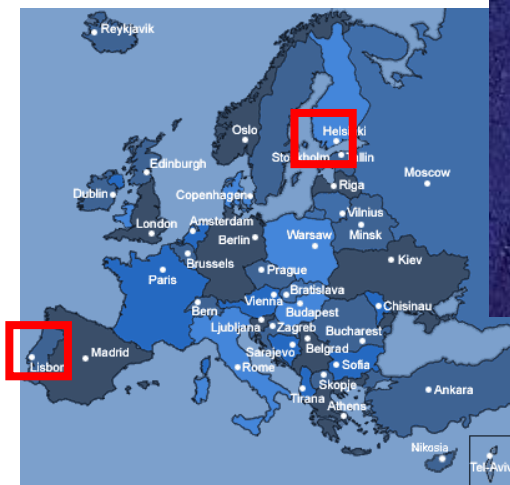 Reykjavik
Oslo
Helsinki
Stockholm
Tallin
Edinburgh
Moscow
Riga
Dublin
Copenhagen
Vilnius
London
Amsterdam
Minsk
Berlin
Warsaw
Brussels
Prague
Kiev
Paris
Bratislava
Vienna
Budapest
Chisinau
Bern
Ljubljana
Zagreb
Bucharest
Sarajevo
Belgrad
Lisbon
Madrid
Rome
Sofia
Skopje
Tirana
Ankara
Athens
Nikosia
Tel-Aviv